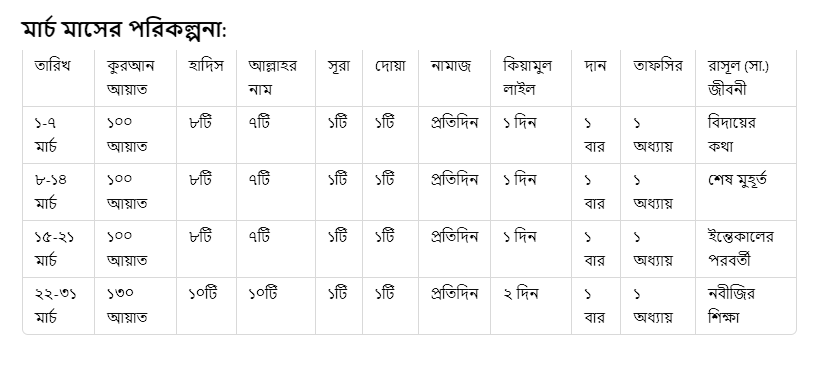 মার্চ মাসের পরিকল্পনা:
তারিখ কুরআন আয়াত হাদিস আল্লাহর নাম সূরা দোয়া নামাজ কিয়ামুল লাইল দান তাফসির রাসূল (সা.) জীবনী
১-৭ মার্চ ১০০ আয়াত ৮টি ৭টি ১টি ১টি প্রতিদিন ১ দিন ১ বার ১ অধ্যায় বিদায়ের কথা
৮-১৪ মার্চ ১০০ আয়াত ৮টি ৭টি ১টি ১টি প্রতিদিন ১ দিন ১ বার ১ অধ্যায় শেষ মুহূর্ত
১৫-২১ মার্চ ১০০ আয়াত ৮টি ৭টি ১টি ১টি প্রতিদিন ১ দিন ১ বার ১ অধ্যায় ইন্তেকালের পরবর্তী
২২-৩১ মার্চ ১৩০ আয়াত ১০টি ১০টি ১টি ১টি প্রতিদিন ২ দিন ১ বার ১ অধ্যায় নবীজির শিক্ষা